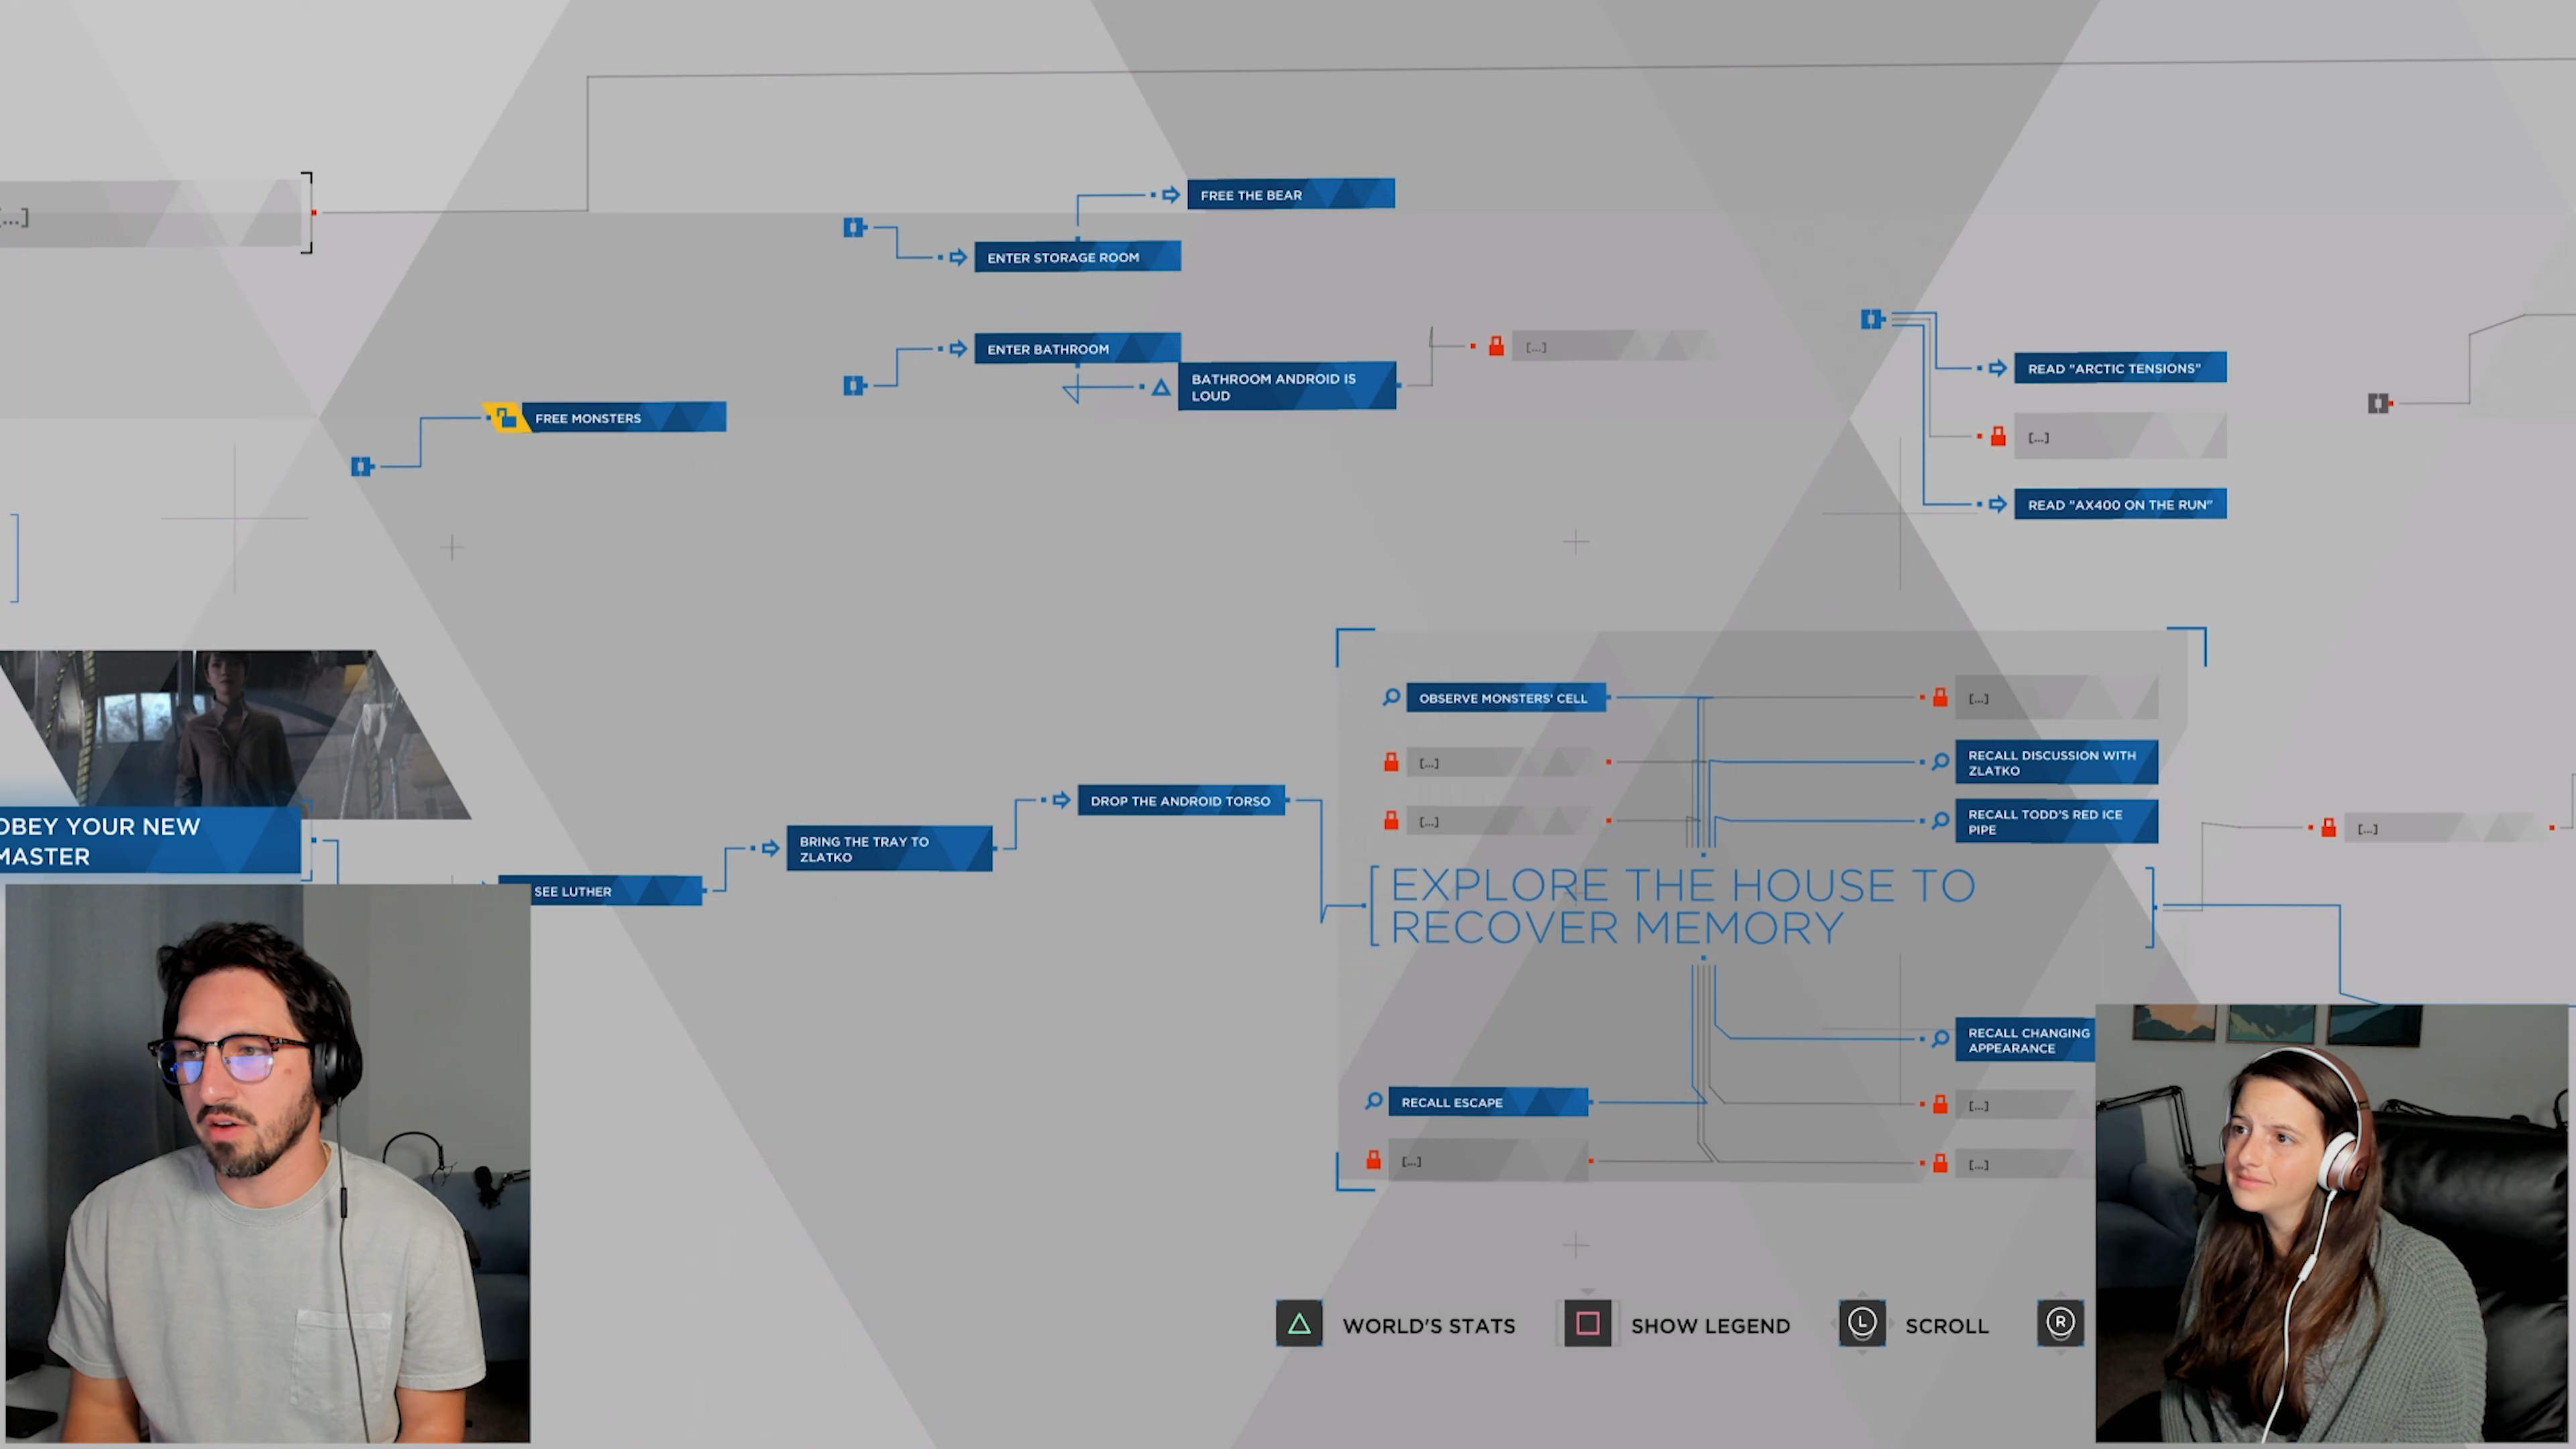 [...]
FREE THE BEAR
ENTER STORAGE ROOM
ENTER BATHROOM
[...]
BATHROOM ANDROID IS
LOUD
FREE MONSTERS
READ "ARCTIC TENSIONS"
[...]
READ "AX400 ON THE RUN"
OBSERVE MONSTERS' CELL
[...]
[...]
[...]
RECALL DISCUSSION WITH
ZLATKO
[...]
RECALL TODD'S RED ICE
PIPE
[...]
OBEY YOUR NEW
MASTER
SEE LUTHER
BRING THE TRAY TO
ZLATKO
DROP THE ANDROID TORSO
EXPLORE THE HOUSE TO
RECOVER MEMORY
RECALL CHANGING
APPEARANCE
RECALL ESCAPE
[...]
[...]
[...]
WORLD'S STATS
SHOW LEGEND
L
SCROLL
R